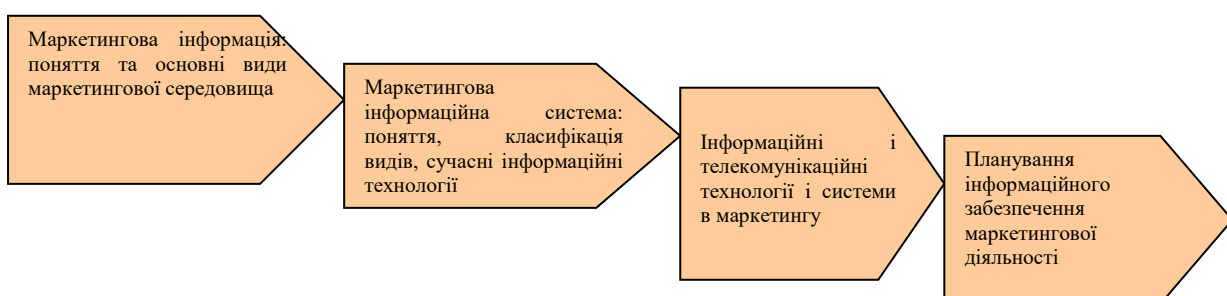 Маркетингова інформація:
поняття та основні види
маркетингової середовища
Маркетингова
інформаційна система:
поняття, класифікація
видів, сучасні інформаційні
технології
Інформаційні і
телекомунікаційні
технології і системи
в маркетингу
Планування
інформаційного
забезпечення
маркетингової
діяльності